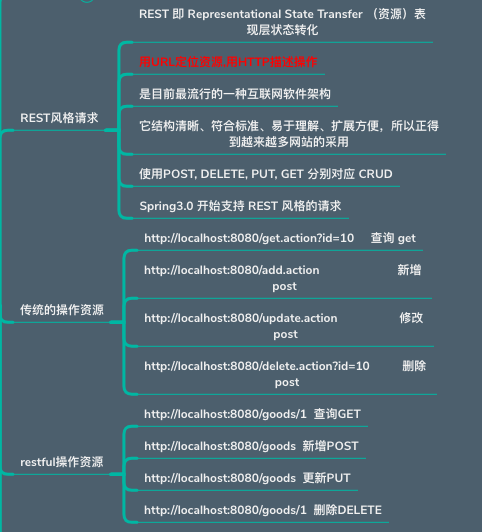 REST风格请求
REST 即 Representational State Transfer （资源）表
现层状态转化
用URL定位资源,用HTTP描述操作
是目前最流行的一种互联网软件架构
它结构清晰、符合标准、易于理解、扩展方便，所以正得
到越来越多网站的采用
使用POST, DELETE, PUT, GET 分别对应 CRUD
Spring3.0 开始支持 REST 风格的请求
传统的操作资源
http://localhost:8080/get.action?id=10 查询 get
http://localhost:8080/add.action 新增
post
http://localhost:8080/update.action 修改
post
http://localhost:8080/delete.action?id=10 删除
post
restful操作资源
http://localhost:8080/goods/1 查询GET
http://localhost:8080/goods 新增POST
http://localhost:8080/goods 更新PUT
http://localhost:8080/goods/1 删除DELETE